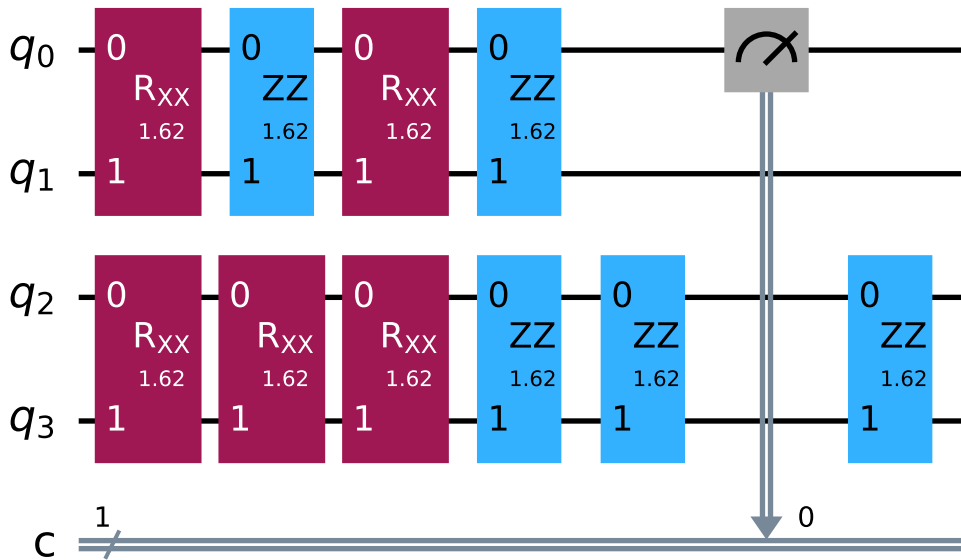 q0 0 0 0 0
RXX ZZ RXX ZZ
1.62 1.62 1.62 1.62
q1 1 1 1 1
q2 0 0 0 0 0 0
RXX RXX RXX ZZ ZZ ZZ
1.62 1.62 1.62 1.62 1.62 1.62
q3 1 1 1 1 1 1
1 0
c